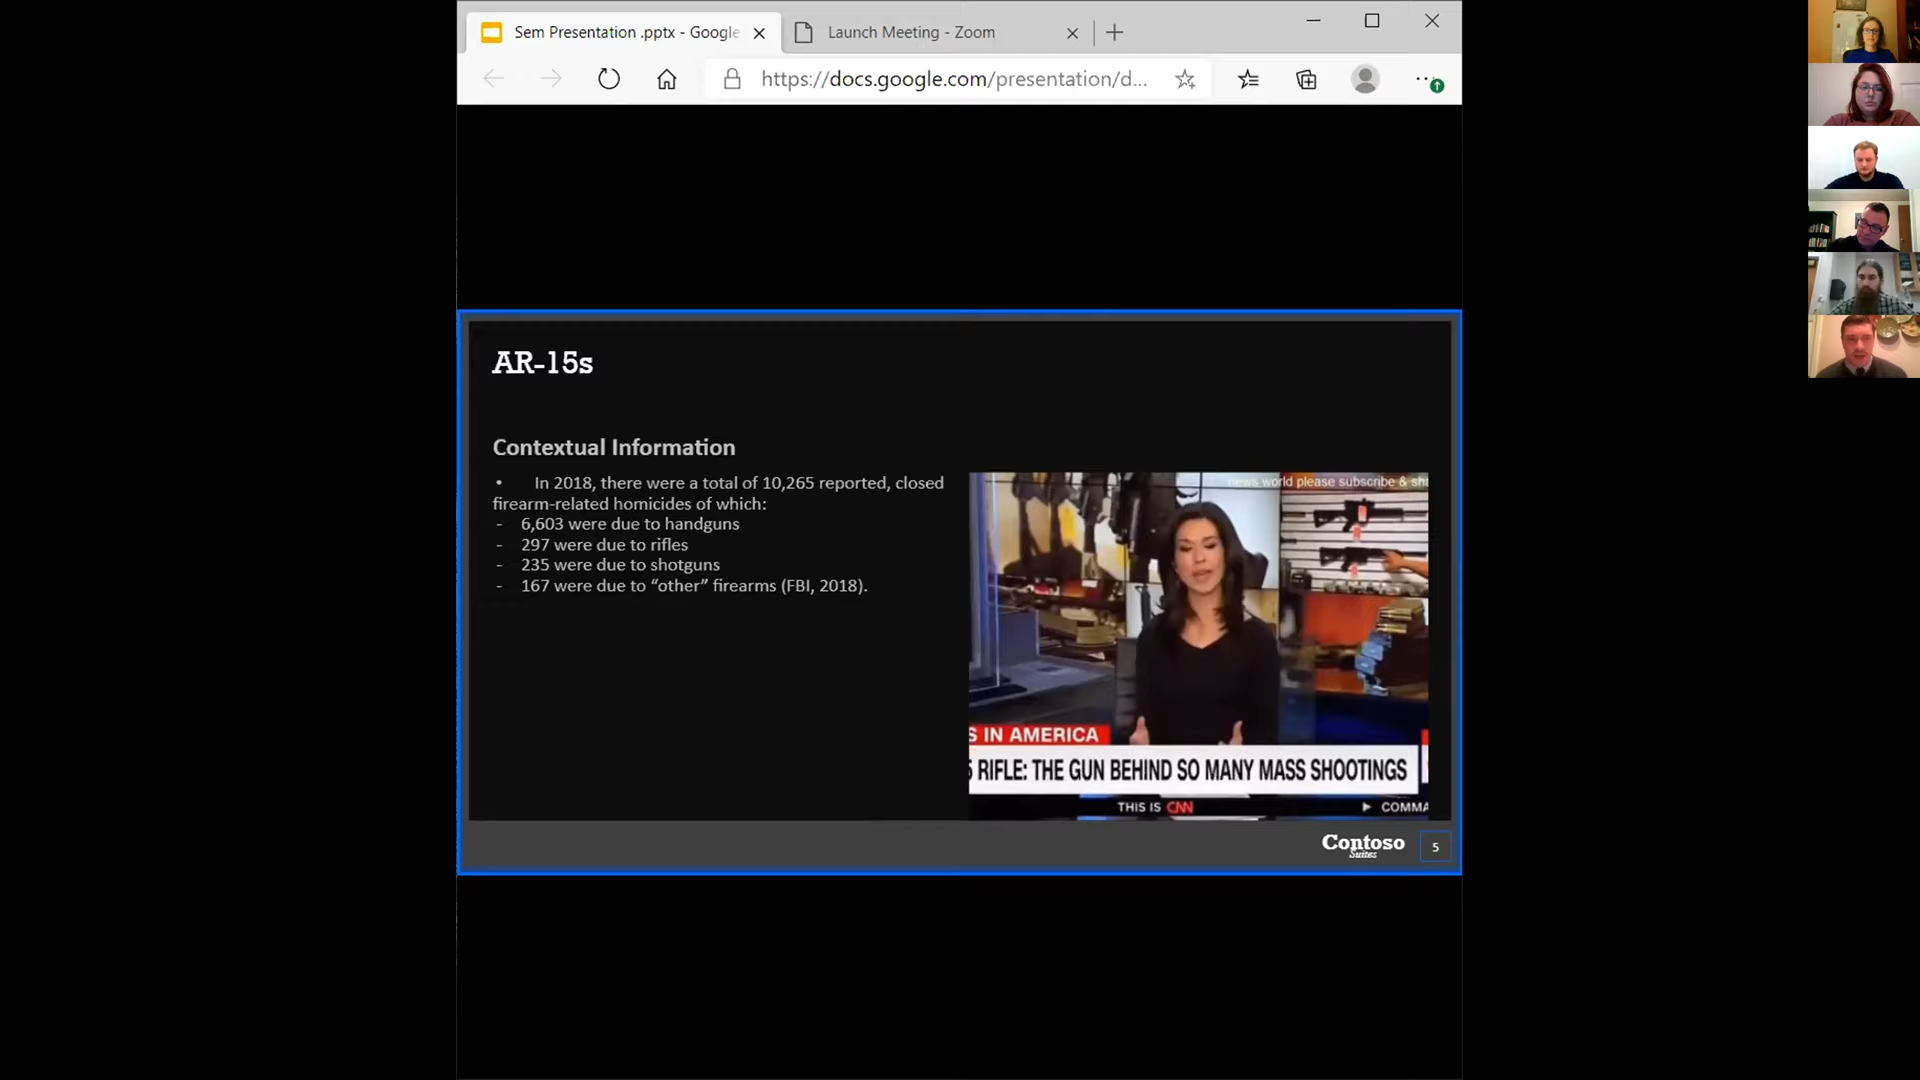 Sem Presentation .pptx - Google
Launch Meeting - Zoom
https://docs.google.com/presentation/d...
AR-15s
Contextual Information
• In 2018, there were a total of 10,265 reported, closed
firearm-related homicides of which:
- 6,603 were due to handguns
- 297 were due to rifles
- 235 were due to shotguns
- 167 were due to “other” firearms (FBI, 2018).
news world please subscribe & sh
S IN AMERICA
RIFLE: THE GUN BEHIND SO MANY MASS SHOOTINGS
THIS IS CNN
COMMA
Contoso
Suites
5